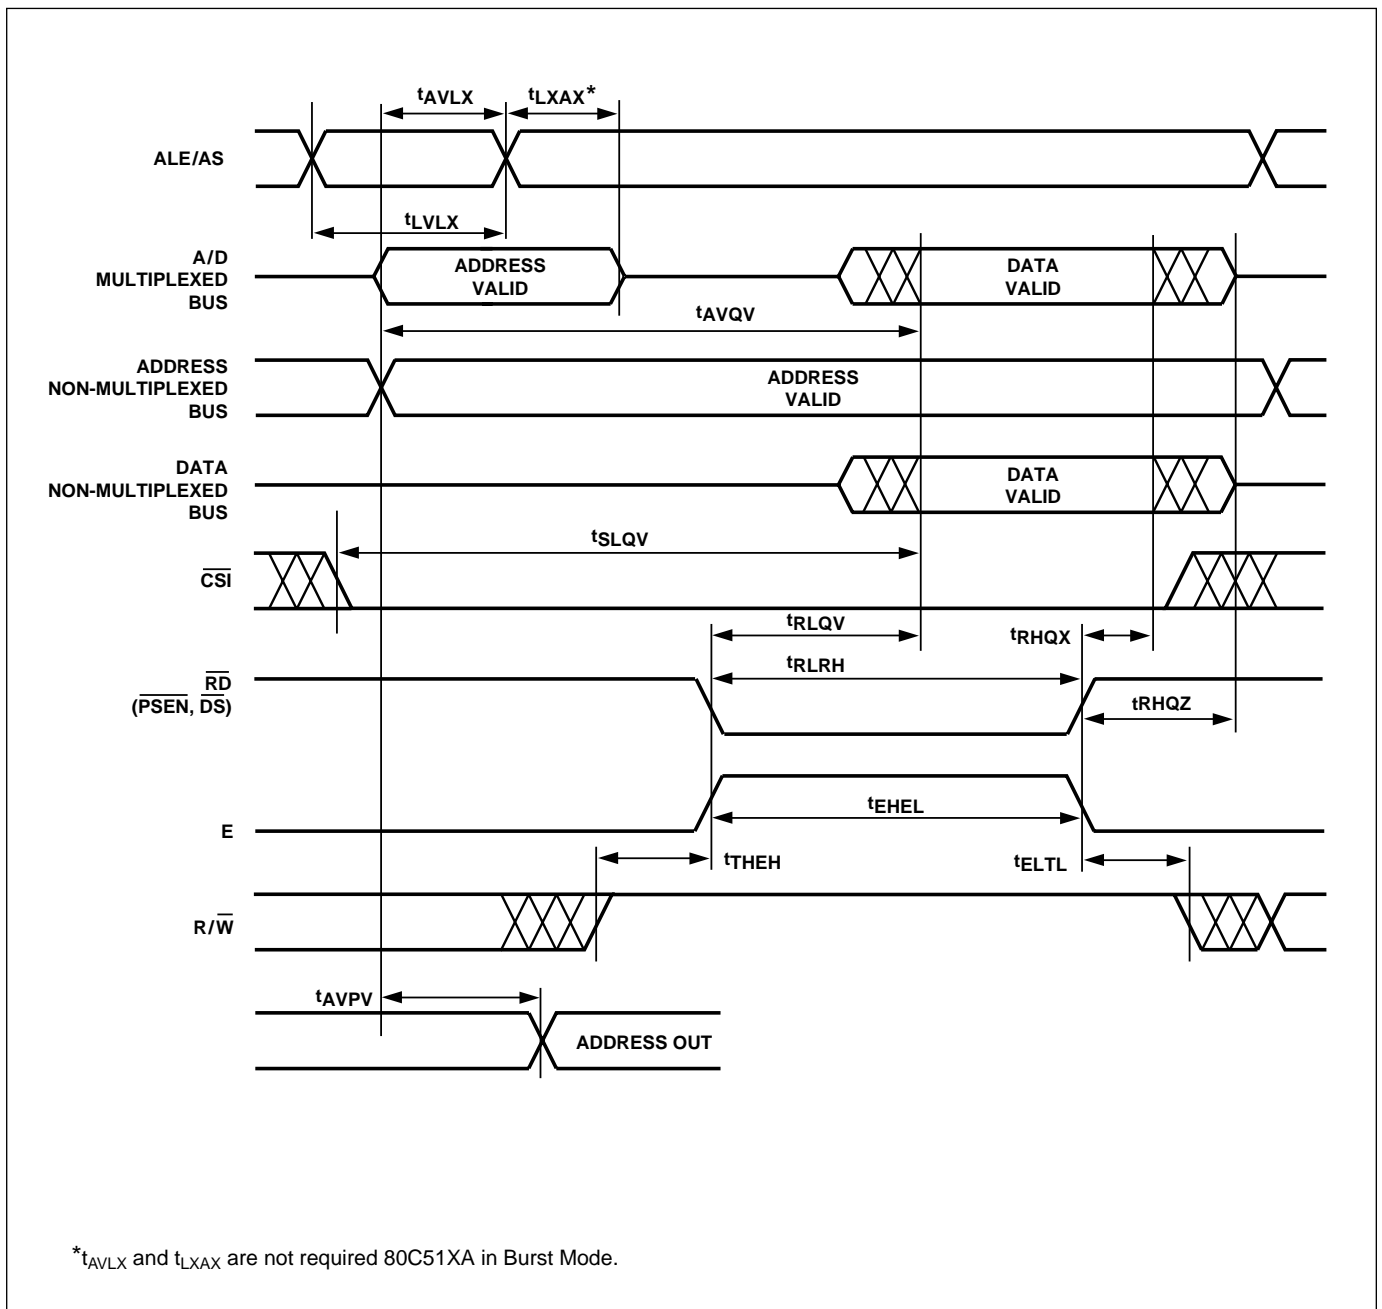 tAVLX
tLXAX*
ALE/AS
tLVLX
A/D
MULTIPLEXED
BUS
ADDRESS
VALID
DATA
VALID
tAVQV
ADDRESS
NON-MULTIPLEXED
BUS
ADDRESS
VALID
DATA
NON-MULTIPLEXED
BUS
DATA
VALID
tSLQV
CSI
tRLQV
tRHQX
tRLRH
RD
(PSEN, DS)
tRHQZ
tEHEL
E
tTHEH
tELTL
R/W
tAVPV
ADDRESS OUT
*tAVLX and tLXAX are not required 80C51XA in Burst Mode.